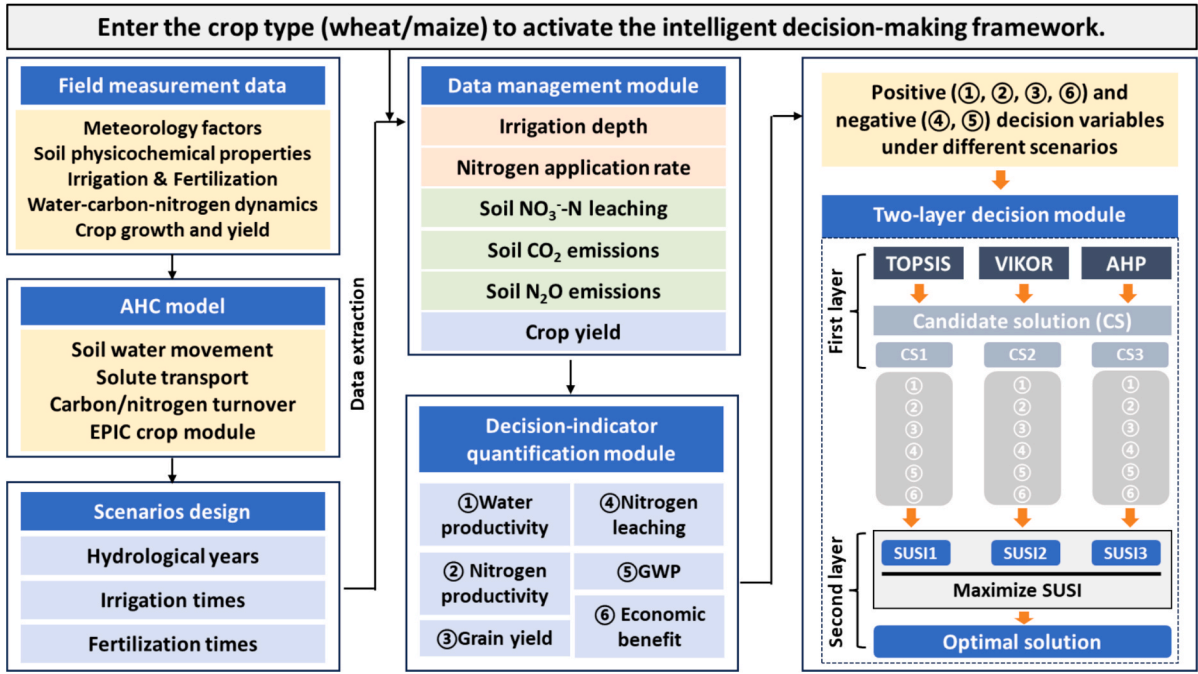 Enter the crop type (wheat/maize) to activate the intelligent decision-making framework.
Field measurement data
Meteorology factors
Soil physicochemical properties
Irrigation & Fertilization
Water-carbon-nitrogen dynamics
Crop growth and yield
AHC model
Soil water movement
Solute transport
Carbon/nitrogen turnover
EPIC crop module
Scenarios design
Hydrological years
Irrigation times
Fertilization times
Data extraction
Data management module
Irrigation depth
Nitrogen application rate
Soil NO₃⁻-N leaching
Soil CO₂ emissions
Soil N₂O emissions
Crop yield
Decision-indicator
quantification module
①Water
productivity
② Nitrogen
productivity
③Grain yield
④Nitrogen
leaching
⑤GWP
⑥ Economic
benefit
Positive (①, ②, ③, ⑥) and
negative (④, ⑤) decision variables
under different scenarios
Two-layer decision module
First layer
TOPSIS
VIKOR
AHP
Candidate solution (CS)
CS1
CS2
CS3
① ① ①
② ② ②
③ ③ ③
④ ④ ④
⑤ ⑤ ⑤
⑥ ⑥ ⑥
Second layer
SUSI1
SUSI2
SUSI3
Maximize SUSI
Optimal solution